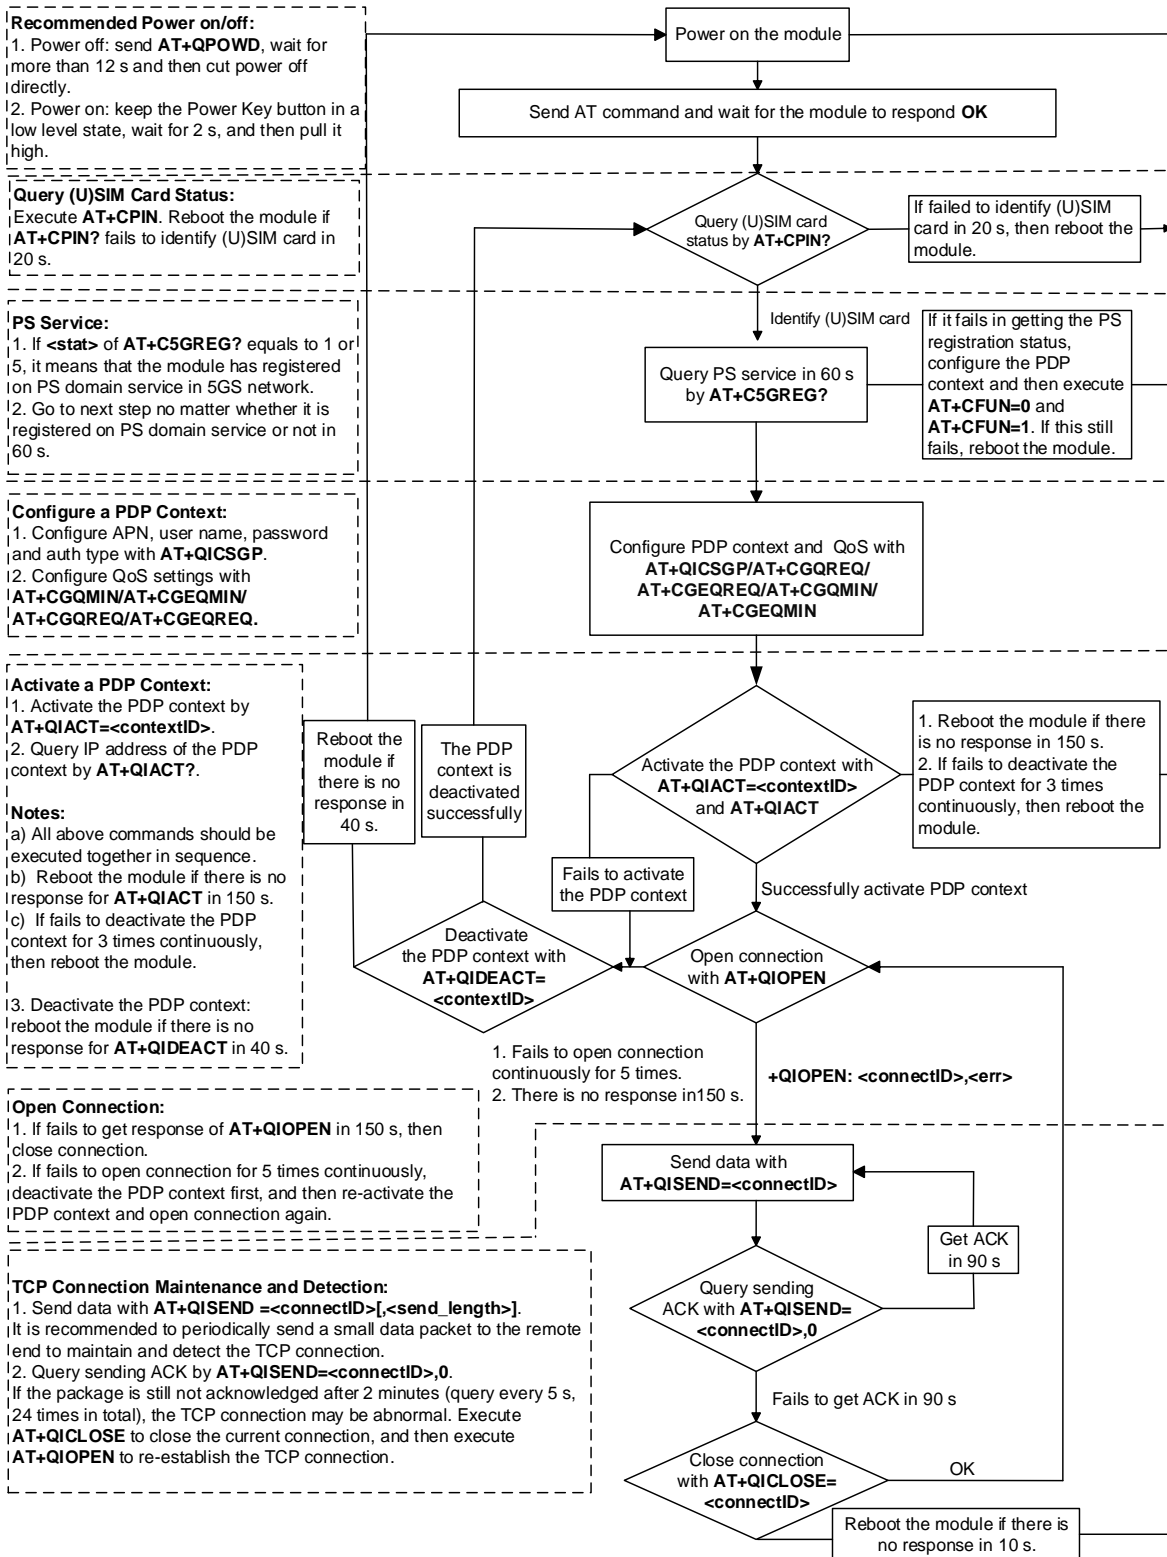 Recommended Power on/off:
1. Power off: send AT+QPOWD, wait for
more than 12 s and then cut power off
directly.
2. Power on: keep the Power Key button in a
low level state, wait for 2 s, and then pull it
high.
Power on the module
Send AT command and wait for the module to respond OK
Query (U)SIM Card Status:
Execute AT+CPIN. Reboot the module if
AT+CPIN? fails to identify (U)SIM card in
20 s.
Query (U)SIM card
status by AT+CPIN?
If failed to identify (U)SIM
card in 20 s, then reboot the
module.
Identify (U)SIM card
PS Service:
1. If <stat> of AT+C5GREG? equals to 1 or
5, it means that the module has registered
on PS domain service in 5GS network.
2. Go to next step no matter whether it is
registered on PS domain service or not in
60 s.
Query PS service in 60 s
by AT+C5GREG?
If it fails in getting the PS
registration status,
configure the PDP
context and then execute
AT+CFUN=0 and
AT+CFUN=1. If this still
fails, reboot the module.
Configure a PDP Context:
1. Configure APN, user name, password
and auth type with AT+QICSGP.
2. Configure QoS settings with
AT+CGQMIN/AT+CGEQMIN/
AT+CGQREQ/AT+CGEQREQ.
Configure PDP context and QoS with
AT+QICSGP/AT+CGQREQ/
AT+CGEQREQ/AT+CGQMIN/
AT+CGEQMIN
Activate a PDP Context:
1. Activate the PDP context by
AT+QIACT=<contextID>.
2. Query IP address of the PDP
context by AT+QIACT?.
Notes:
a) All above commands should be
executed together in sequence.
b) Reboot the module if there is no
response for AT+QIACT in 150 s.
c) If fails to deactivate the PDP
context for 3 times continuously,
then reboot the module.
3. Deactivate the PDP context:
reboot the module if there is no
response for AT+QIDEACT in 40 s.
Reboot the
module if
there is no
response in
40 s.
The PDP
context is
deactivated
successfully
Activate the PDP context with
AT+QIACT=<contextID>
and AT+QIACT
1. Reboot the module if there
is no response in 150 s.
2. If fails to deactivate the
PDP context for 3 times
continuously, then reboot the
module.
Fails to activate
the PDP context
Successfully activate PDP context
Deactivate
the PDP context with
AT+QIDEACT=
<contextID>
Open connection
with AT+QIOPEN
1. Fails to open connection
continuously for 5 times.
2. There is no response in150 s.
+QIOPEN: <connectID>,<err>
Open Connection:
1. If fails to get response of AT+QIOPEN in 150 s, then
close connection.
2. If fails to open connection for 5 times continuously,
deactivate the PDP context first, and then re-activate the
PDP context and open connection again.
Send data with
AT+QISEND=<connectID>
Get ACK
in 90 s
Query sending
ACK with AT+QISEND=
<connectID>,0
TCP Connection Maintenance and Detection:
1. Send data with AT+QISEND =<connectID>[,<send_length>].
It is recommended to periodically send a small data packet to the remote
end to maintain and detect the TCP connection.
2. Query sending ACK by AT+QISEND=<connectID>,0.
If the package is still not acknowledged after 2 minutes (query every 5 s,
24 times in total), the TCP connection may be abnormal. Execute
AT+QICLOSE to close the current connection, and then execute
AT+QIOPEN to re-establish the TCP connection.
Fails to get ACK in 90 s
Close connection
with AT+QICLOSE=
<connectID>
OK
Reboot the module if there is
no response in 10 s.